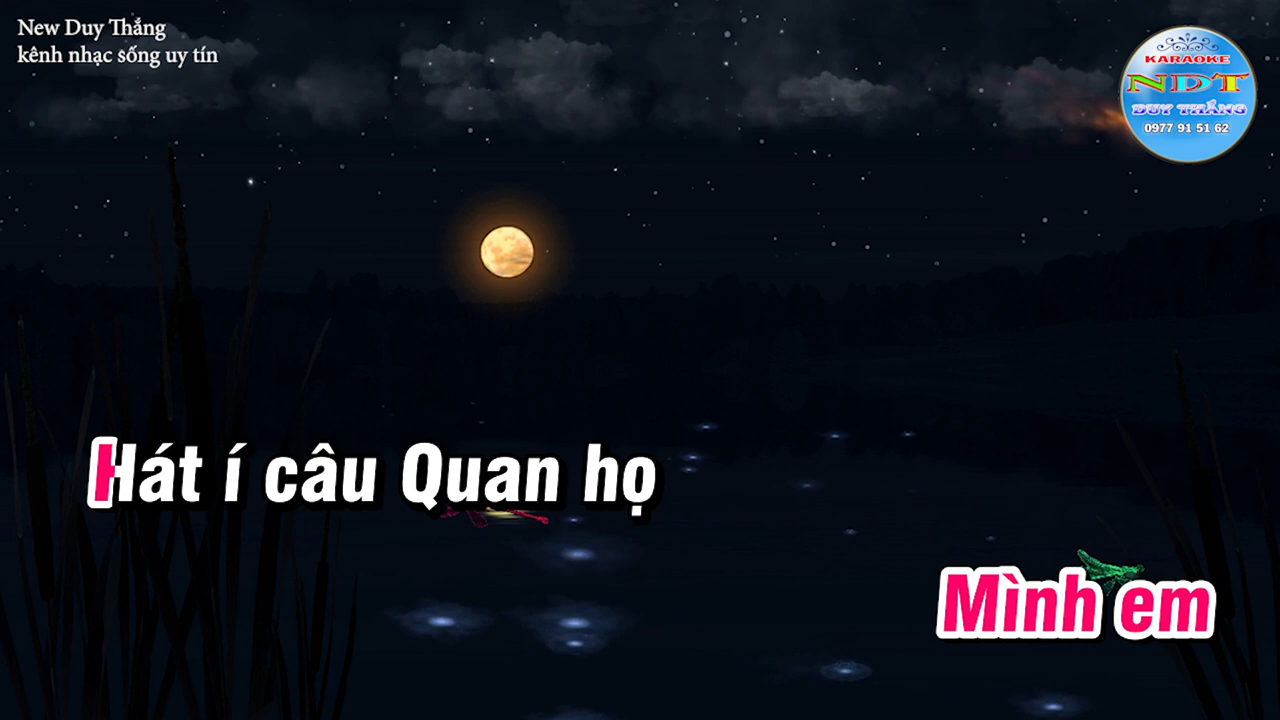 New Duy Thắng
kênh nhạc sống uy tín
KARAOKE
NDT
DUY THẮNG
0977 91 51 62
Hát í câu Quan họ
Mình em